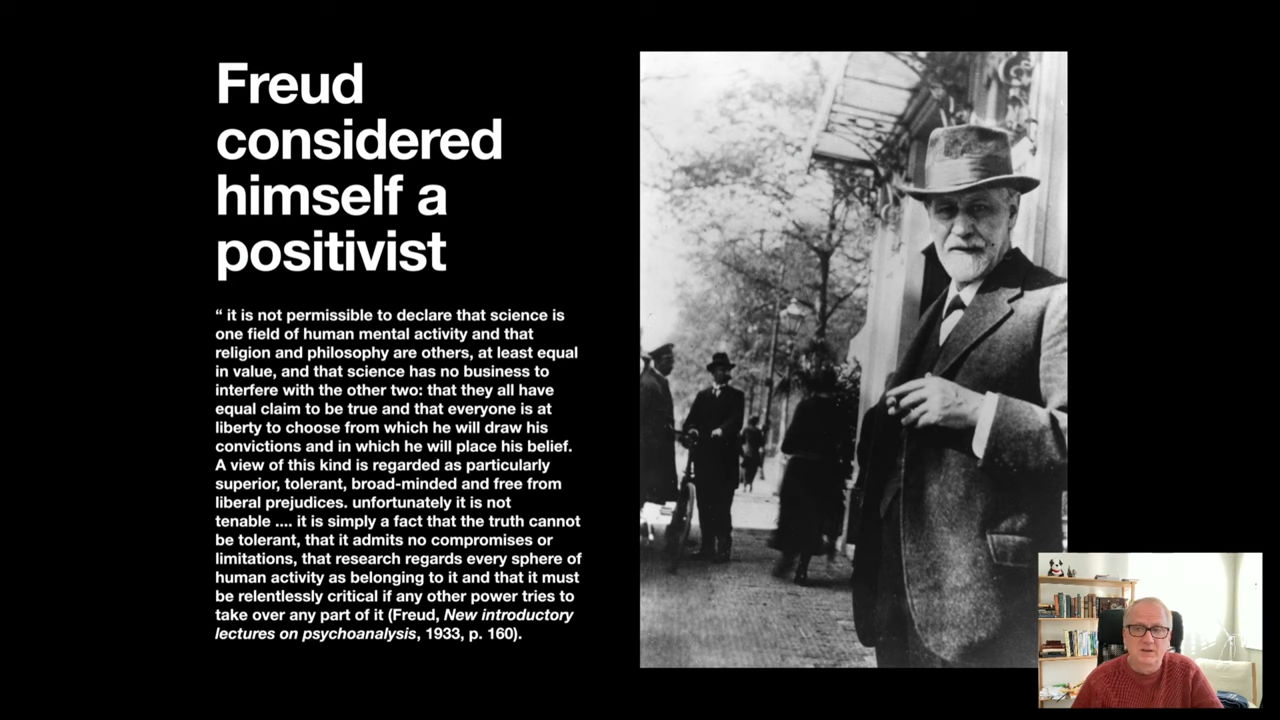 Freud
considered
himself a
positivist
“ it is not permissible to declare that science is
one field of human mental activity and that
religion and philosophy are others, at least equal
in value, and that science has no business to
interfere with the other two: that they all have
equal claim to be true and that everyone is at
liberty to choose from which he will draw his
convictions and in which he will place his belief.
A view of this kind is regarded as particularly
superior, tolerant, broad-minded and free from
liberal prejudices. unfortunately it is not
tenable .... it is simply a fact that the truth cannot
be tolerant, that it admits no compromises or
limitations, that research regards every sphere of
human activity as belonging to it and that it must
be relentlessly critical if any other power tries to
take over any part of it (Freud, New introductory
lectures on psychoanalysis, 1933, p. 160).